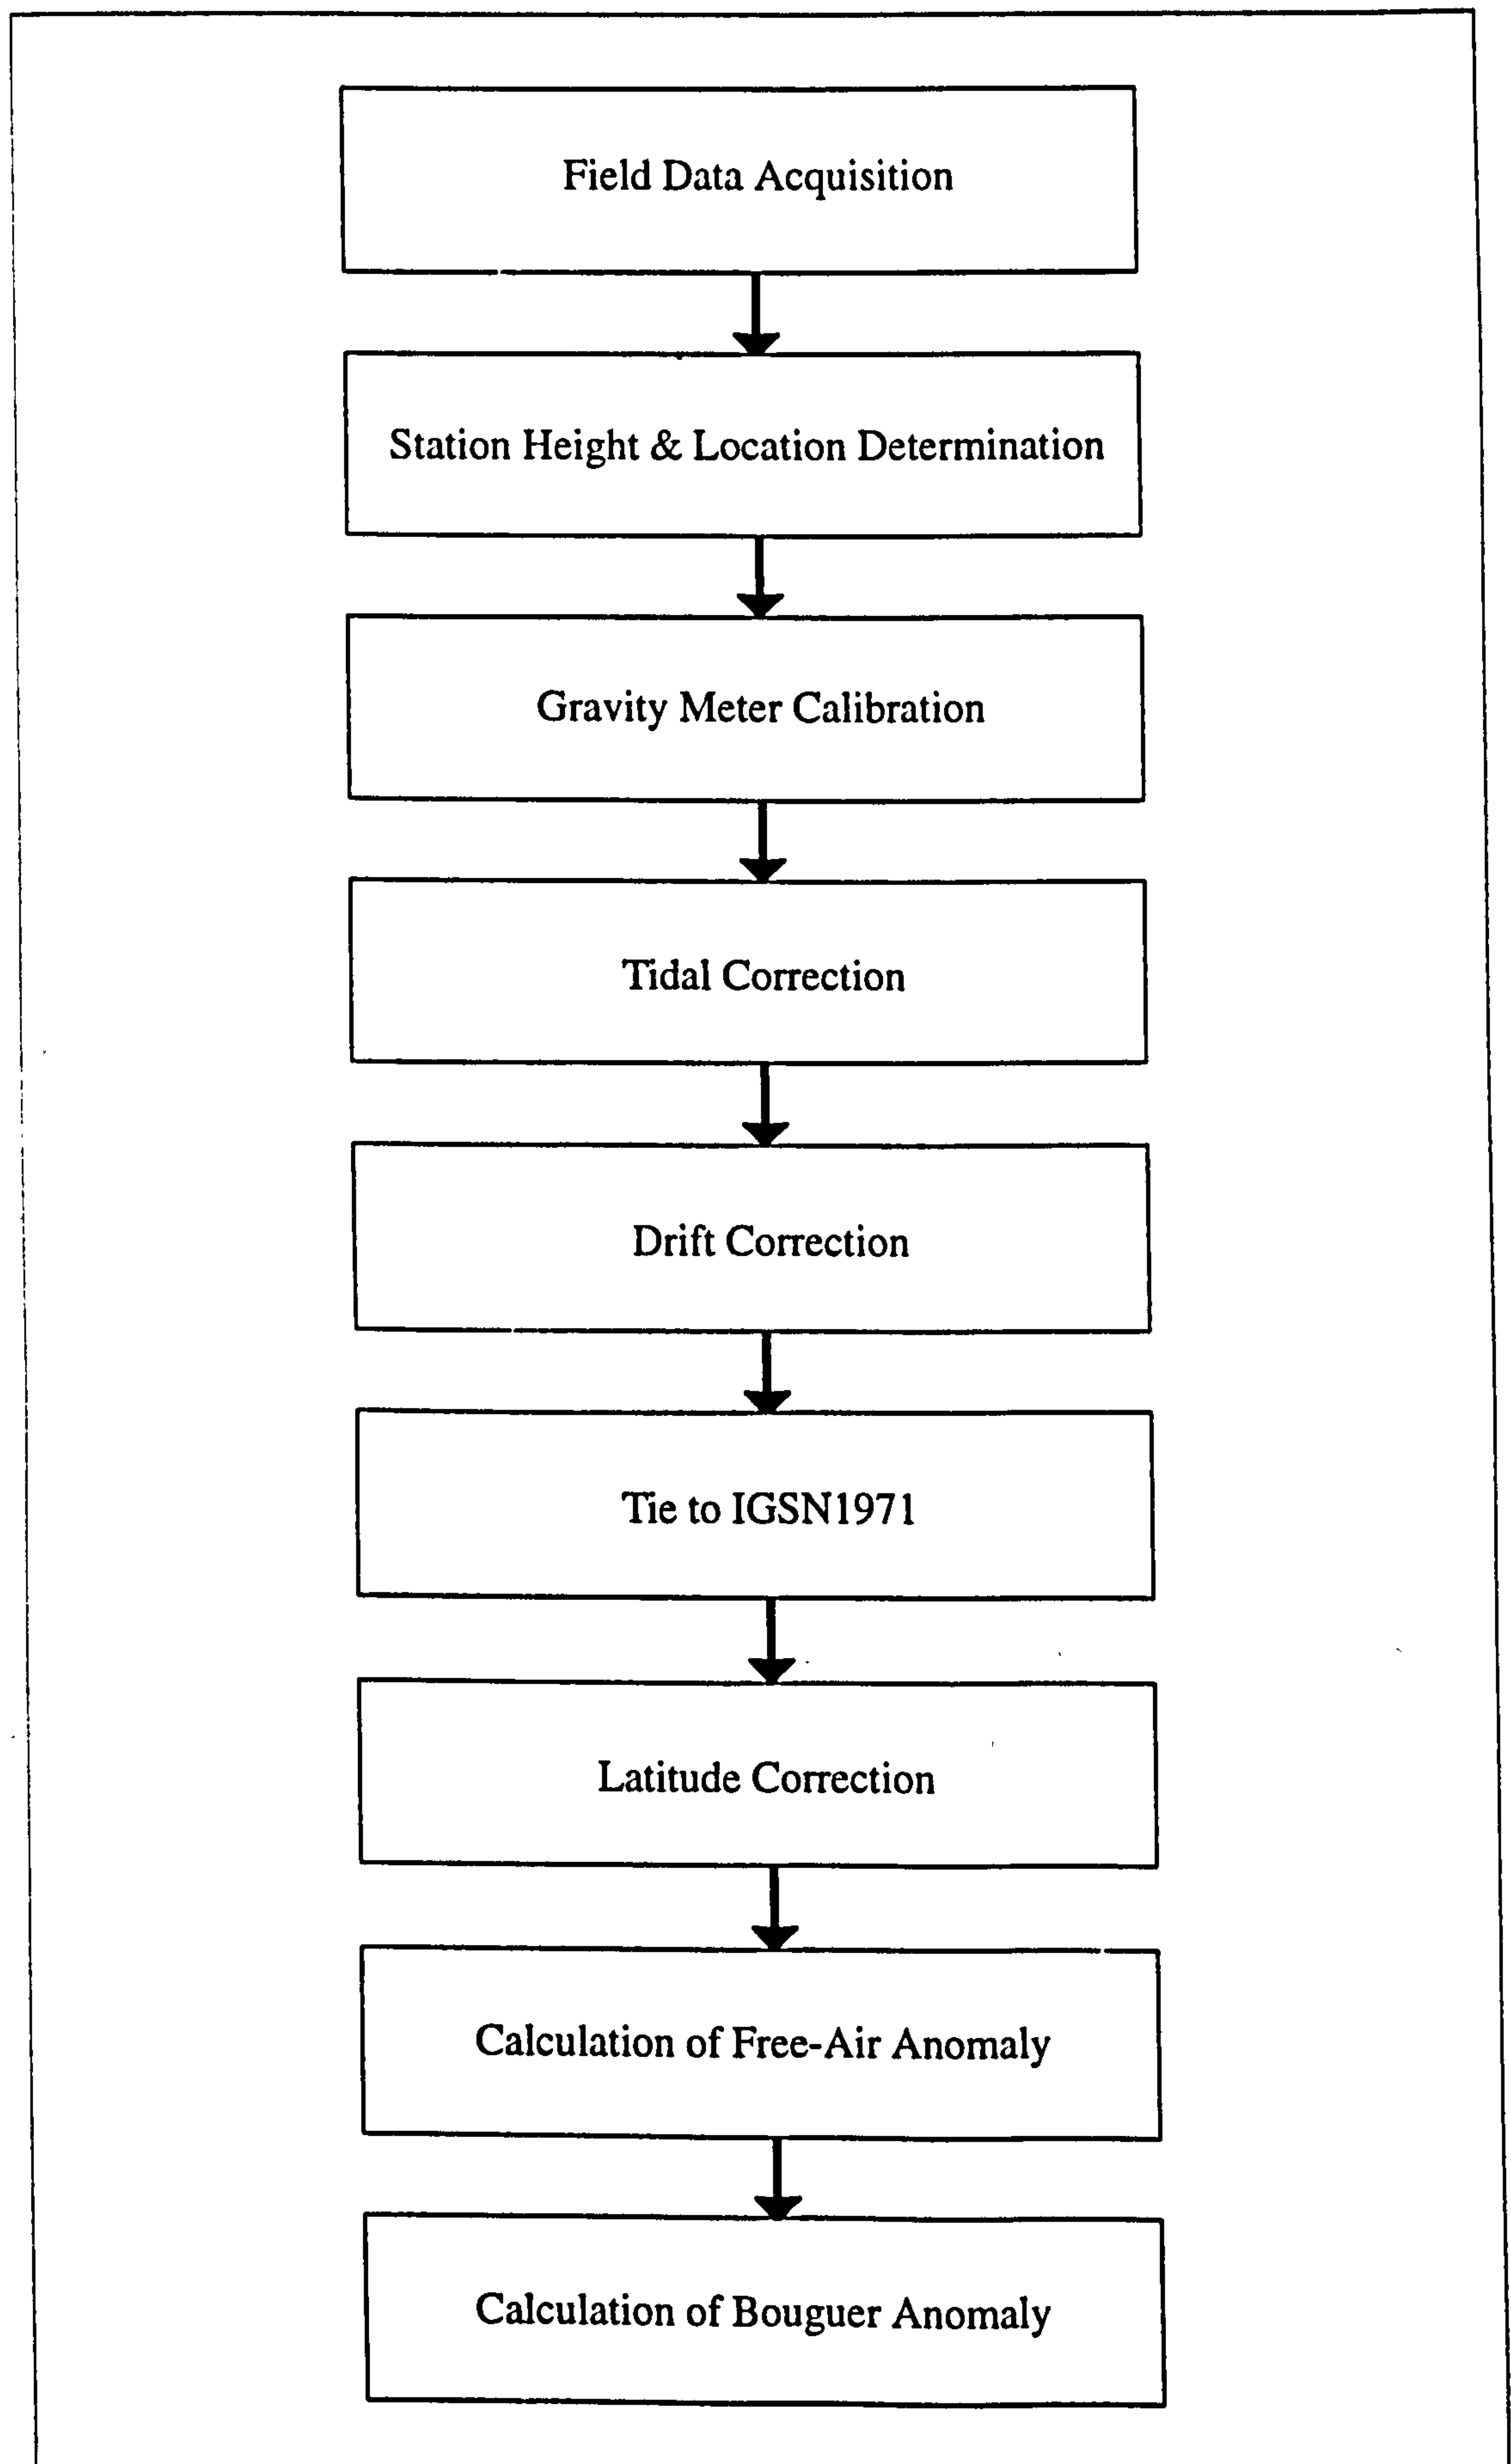 Field Data Acquisition
Station Height & Location Determination
Gravity Meter Calibration
Tidal Correction
Drift Correction
Tie to IGSN1971
Latitude Correction
Calculation of Free-Air Anomaly
Calculation of Bouguer Anomaly